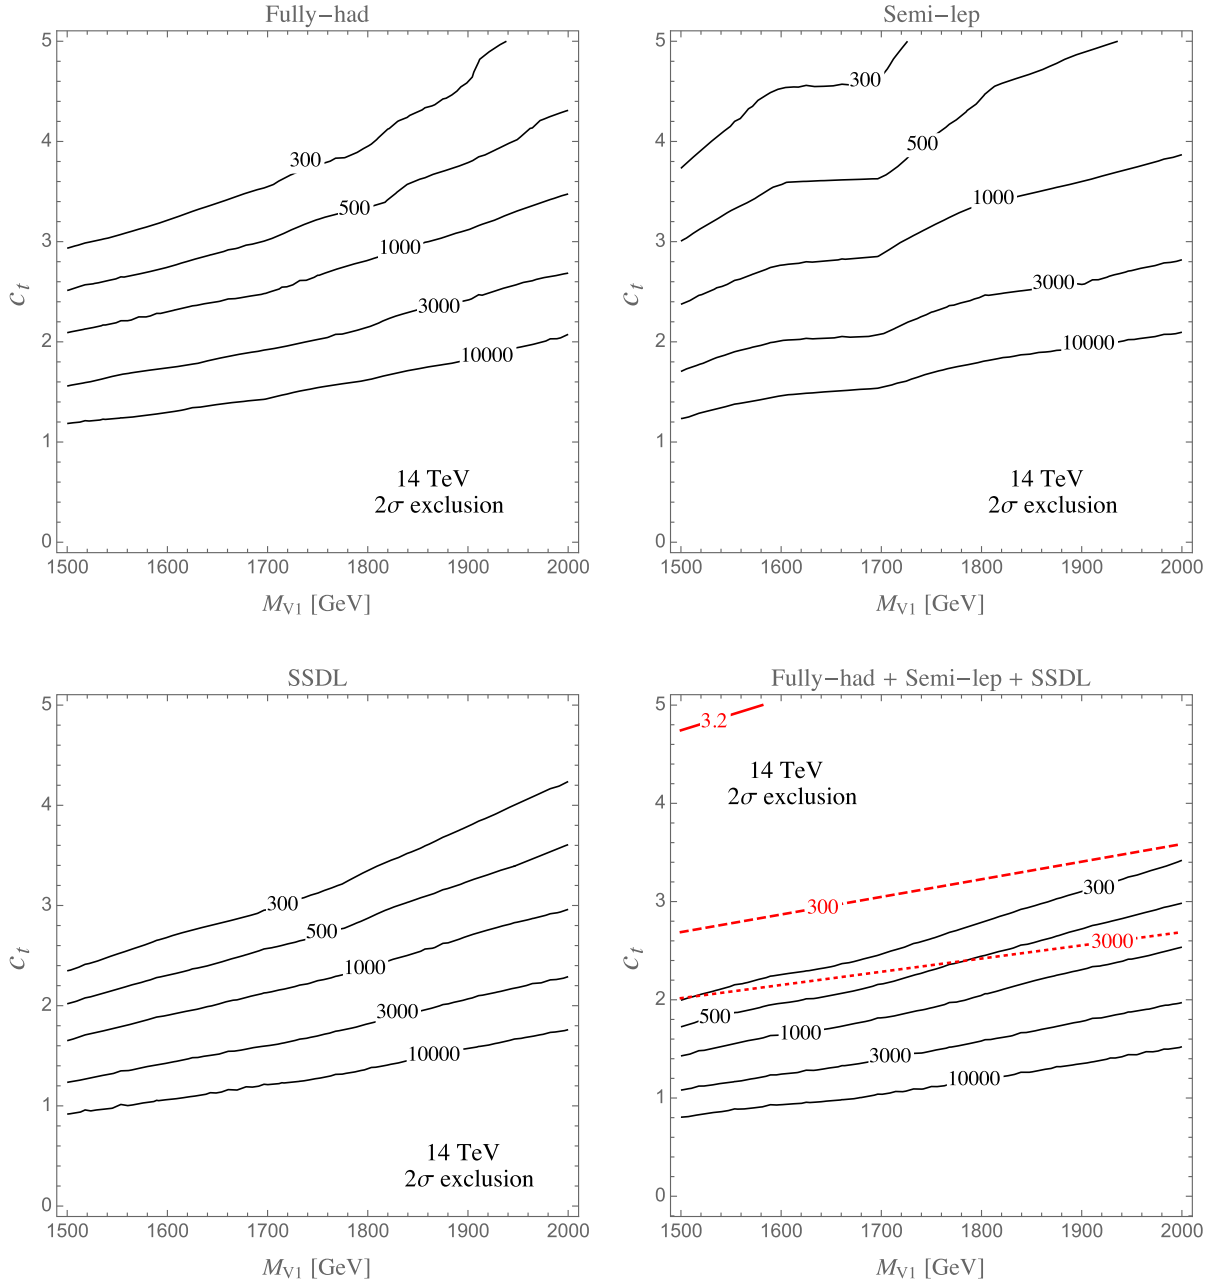 Fully−had
5
4
3
2
1
0
c_t
300
500
1000
3000
10000
14 TeV
2σ exclusion
1500 1600 1700 1800 1900 2000
M_V1 [GeV]
Semi−lep
5
4
3
2
1
0
c_t
300
500
1000
3000
10000
14 TeV
2σ exclusion
1500 1600 1700 1800 1900 2000
M_V1 [GeV]
SSDL
5
4
3
2
1
0
c_t
300
500
1000
3000
10000
14 TeV
2σ exclusion
1500 1600 1700 1800 1900 2000
M_V1 [GeV]
Fully−had + Semi−lep + SSDL
5
4
3
2
1
0
c_t
3.2
14 TeV
2σ exclusion
300
300
3000
500
1000
3000
10000
1500 1600 1700 1800 1900 2000
M_V1 [GeV]